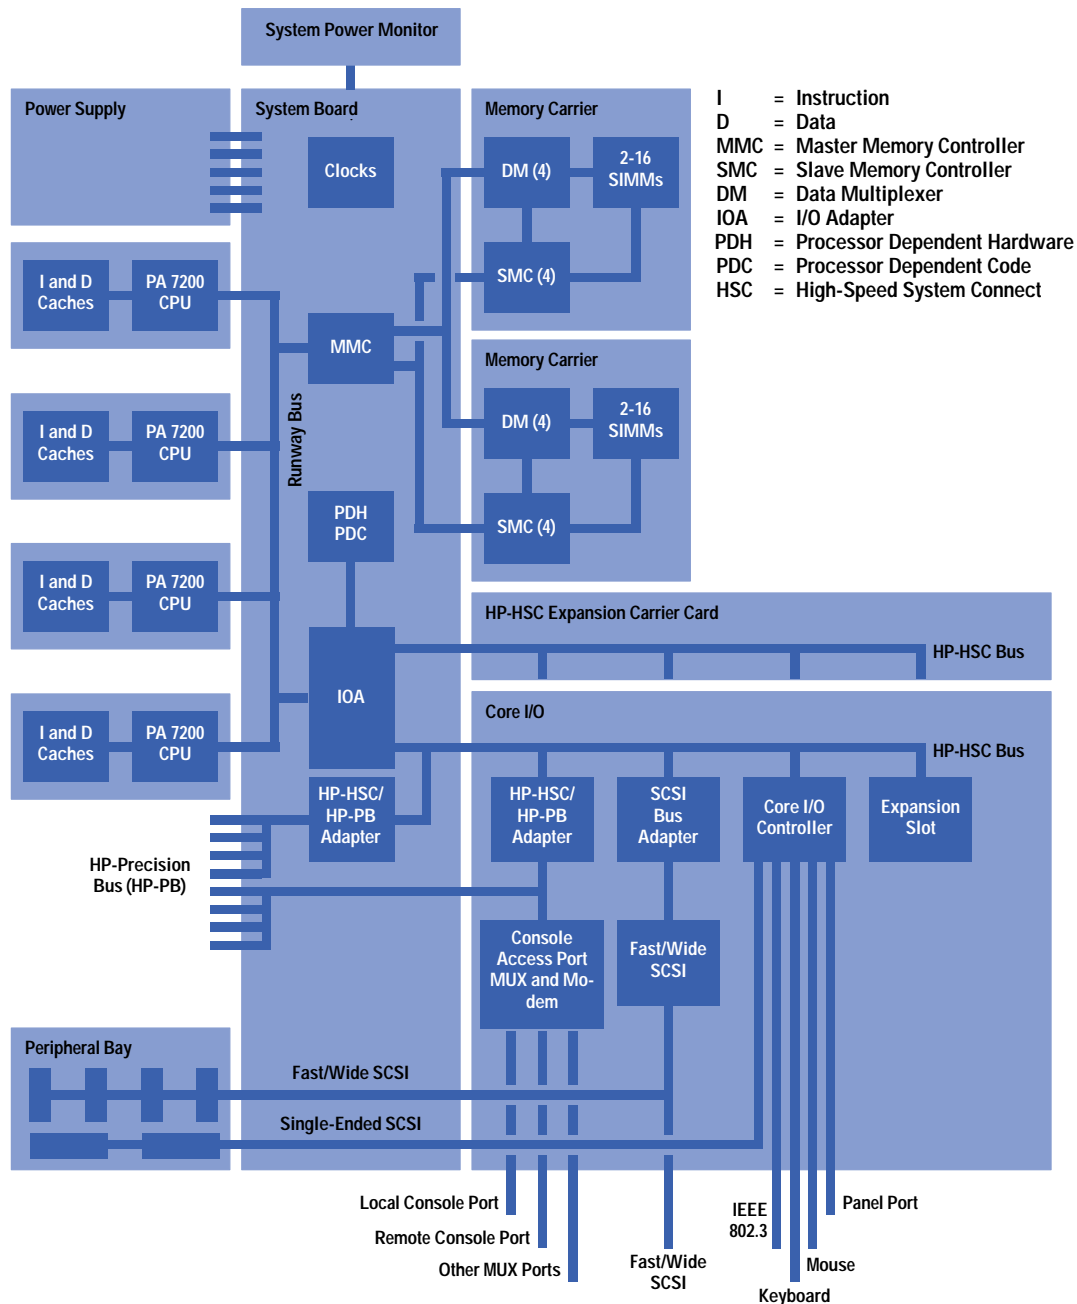 System Power Monitor
Power Supply
System Board
Clocks
Memory Carrier
DM (4)
2-16
SIMMs
SMC (4)
I = Instruction
D = Data
MMC = Master Memory Controller
SMC = Slave Memory Controller
DM = Data Multiplexer
IOA = I/O Adapter
PDH = Processor Dependent Hardware
PDC = Processor Dependent Code
HSC = High-Speed System Connect
I and D
Caches
PA 7200
CPU
MMC
Runway Bus
Memory Carrier
DM (4)
2-16
SIMMs
SMC (4)
I and D
Caches
PA 7200
CPU
PDH
PDC
I and D
Caches
PA 7200
CPU
IOA
HP-HSC Expansion Carrier Card
HP-HSC Bus
I and D
Caches
PA 7200
CPU
Core I/O
HP-HSC Bus
HP-HSC/
HP-PB
Adapter
HP-HSC/
HP-PB
Adapter
SCSI
Bus
Adapter
Core I/O
Controller
Expansion
Slot
HP-Precision
Bus (HP-PB)
Console
Access Port
MUX and Mo-
dem
Fast/Wide
SCSI
Peripheral Bay
Fast/Wide SCSI
Single-Ended SCSI
Local Console Port
Remote Console Port
Other MUX Ports
Fast/Wide
SCSI
IEEE
802.3
Keyboard
Mouse
Panel Port